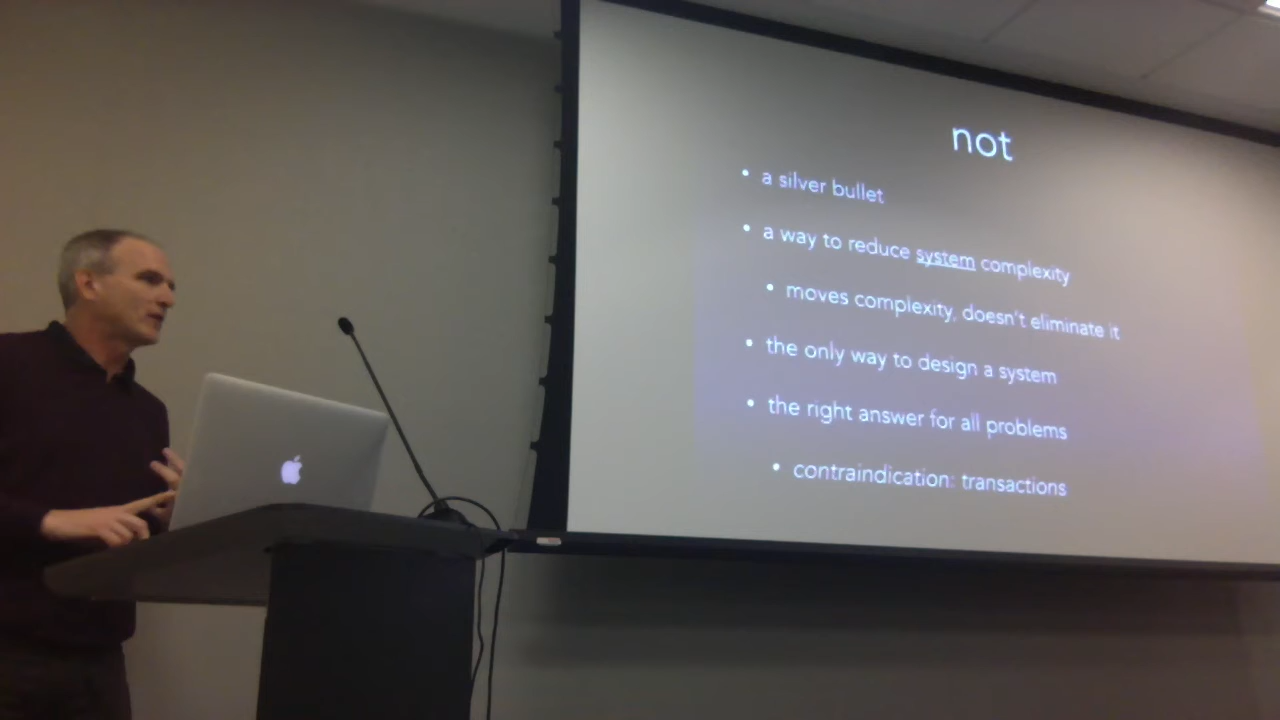 not
• a silver bullet
• a way to reduce system complexity
• moves complexity, doesn't eliminate it
• the only way to design a system
• the right answer for all problems
• contraindication: transactions